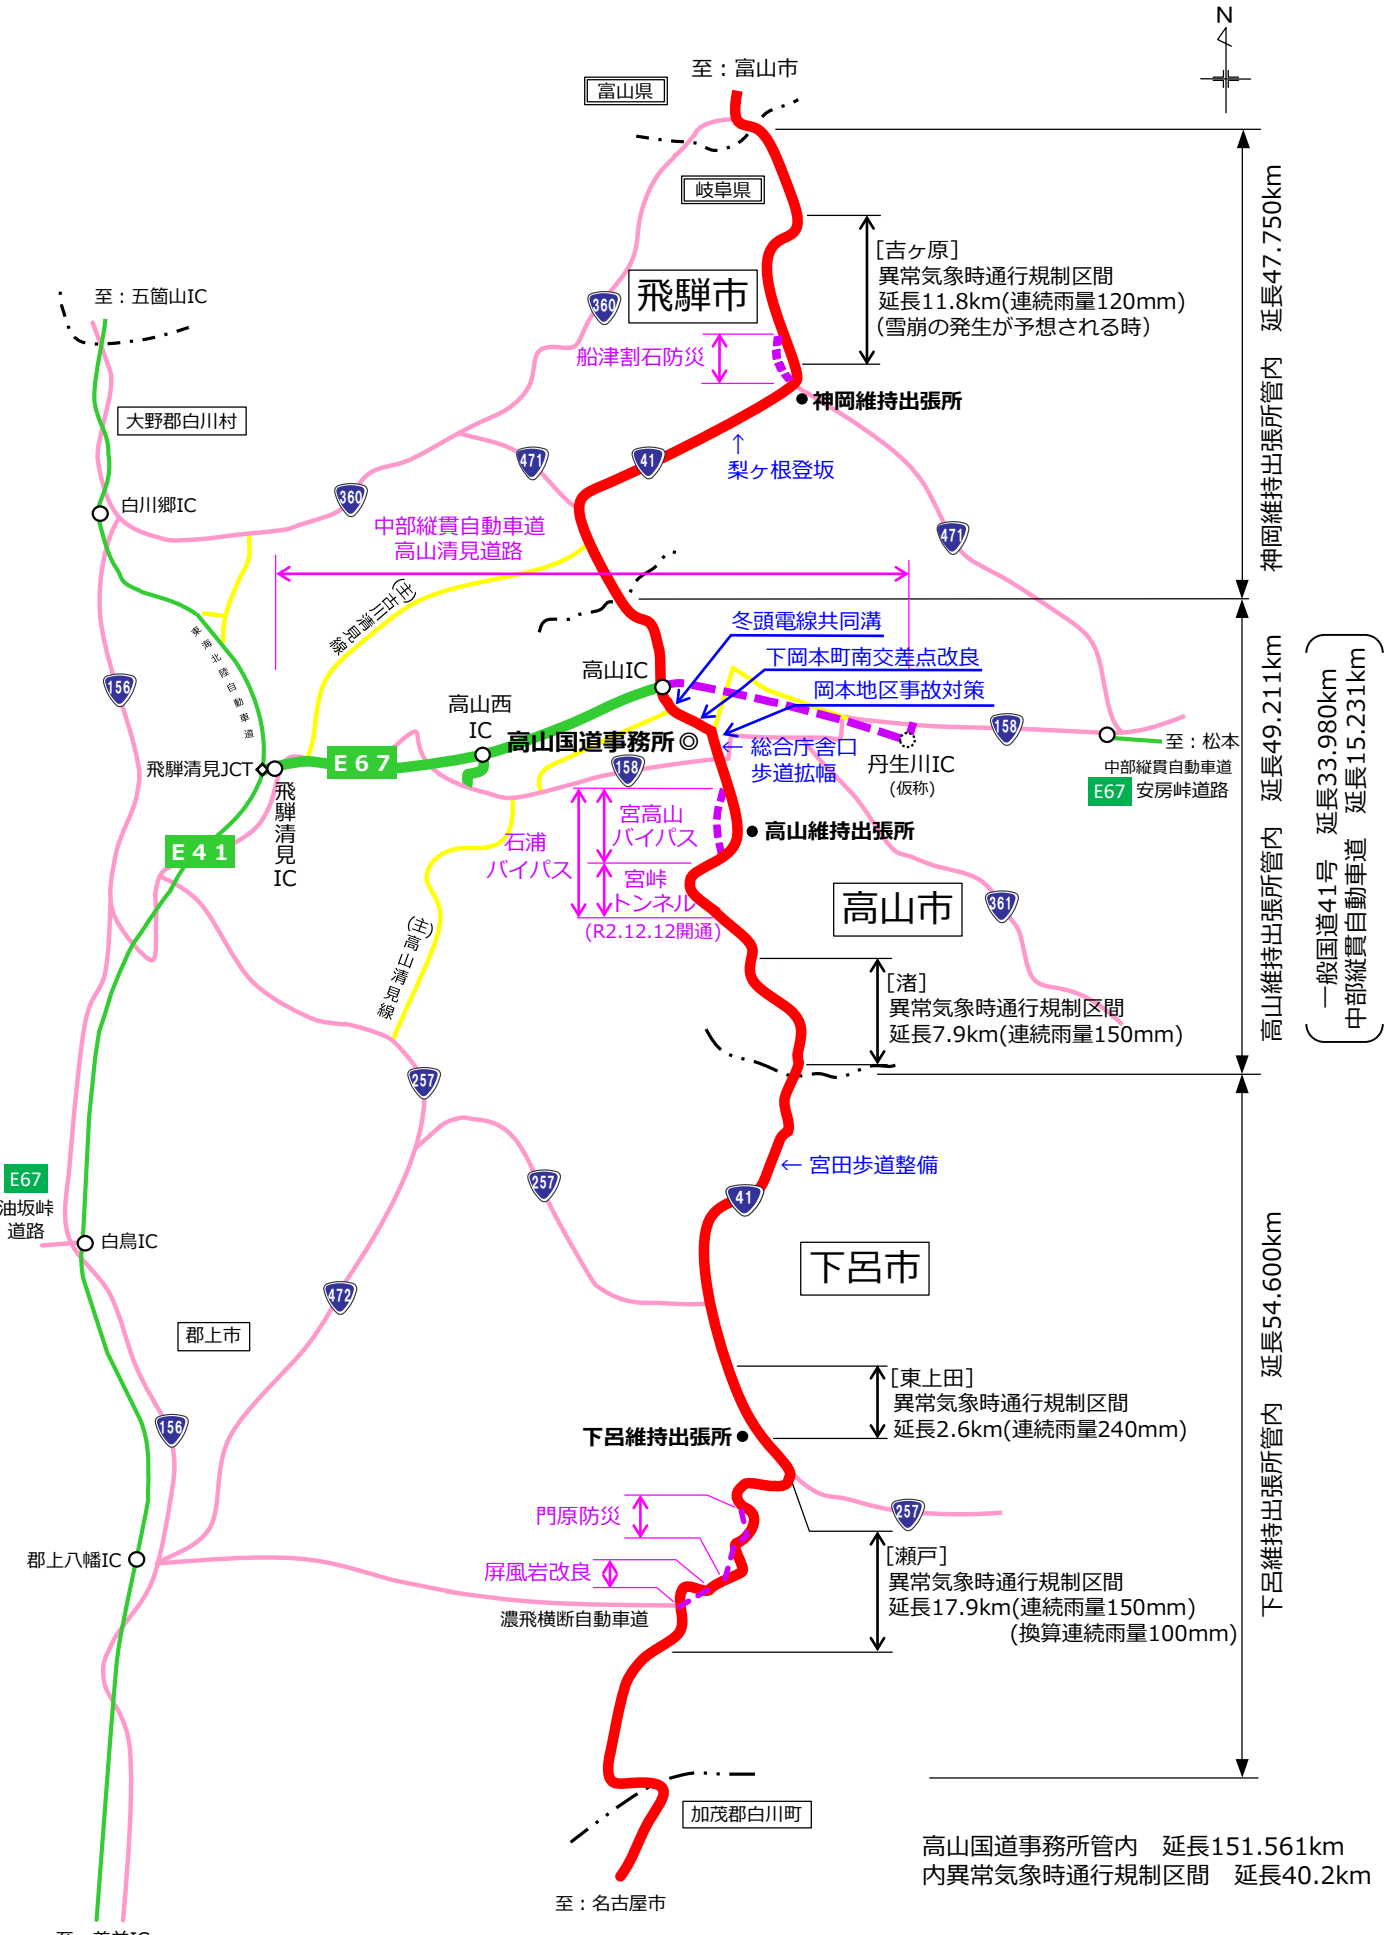 N
至：富山市
富山県
岐阜県
神岡維持出張所管内　延長47.750km
[吉ヶ原]
異常気象時通行規制区間
延長11.8km(連続雨量120mm)
(雪崩の発生が予想される時)
飛騨市
360
至：五箇山IC
船津割石防災
神岡維持出張所
大野郡白川村
↑
梨ヶ根登坂
41
471
360
白川郷IC
中部縦貫自動車道
高山清見道路
471
(主)古川清見線
東海北陸自動車道
冬頭電線共同溝
下岡本町南交差点改良
岡本地区事故対策
高山IC
156
高山西
IC
高山国道事務所
← 総合庁舎口
歩道拡幅
158
丹生川IC
(仮称)
至：松本
中部縦貫自動車道
E67 安房峠道路
飛騨清見JCT
E67
158
飛騨清見IC
E41
宮高山
バイパス
石浦
バイパス
宮峠
トンネル
(R2.12.12開通)
高山維持出張所
高山市
361
高山維持出張所管内　延長49.211km
一般国道41号　延長33.980km
中部縦貫自動車道　延長15.231km
(主)高山清見線
[渚]
異常気象時通行規制区間
延長7.9km(連続雨量150mm)
257
257
← 宮田歩道整備
41
E67
油坂峠
道路
白鳥IC
下呂市
472
郡上市
156
[東上田]
異常気象時通行規制区間
延長2.6km(連続雨量240mm)
下呂維持出張所
下呂維持出張所管内　延長54.600km
門原防災
257
屏風岩改良
郡上八幡IC
濃飛横断自動車道
[瀬戸]
異常気象時通行規制区間
延長17.9km(連続雨量150mm)
(換算連続雨量100mm)
加茂郡白川町
至：名古屋市
高山国道事務所管内　延長151.561km
内異常気象時通行規制区間　延長40.2km